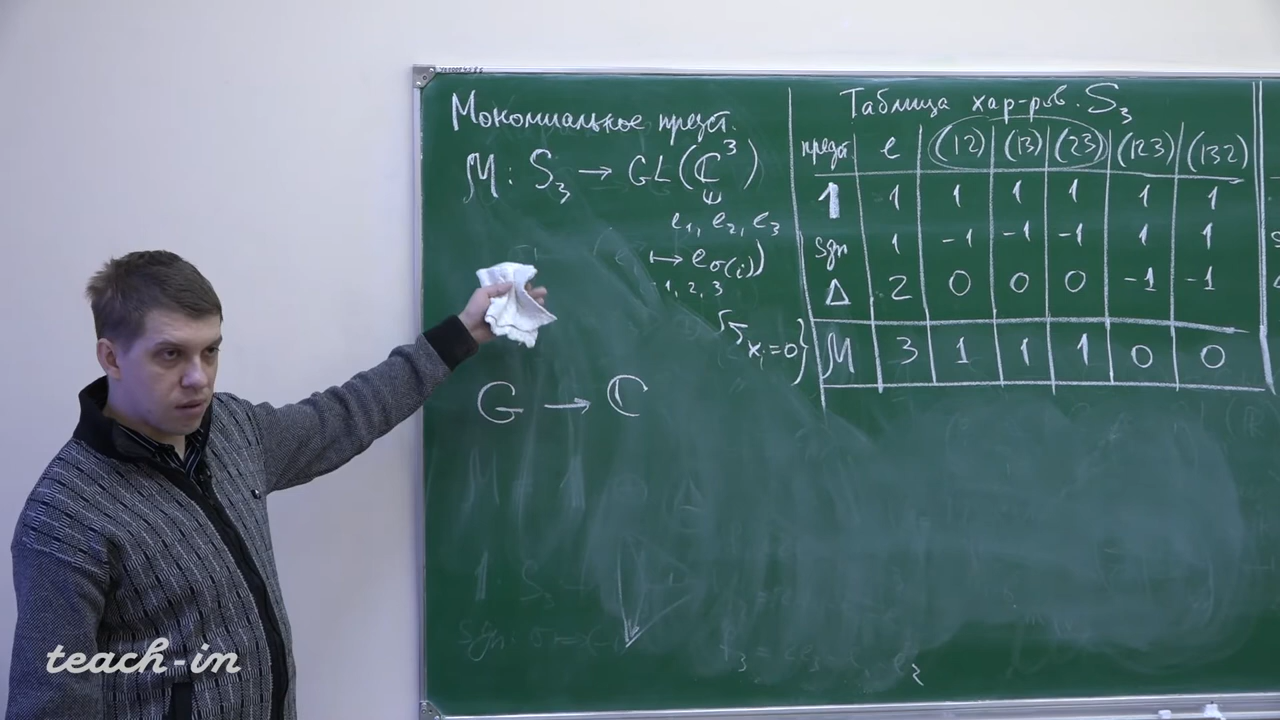 Мономиальное предст.
M : S₃ → GL(ℂ³)
e₁, e₂, e₃
↦ e_σ(i))
1, 2, 3
x_i = 0}
G → ℂ
Таблица хар-ров. S₃
предст e (12) (13) (23) (123) (132)
1 1 1 1 1 1 1
sgn 1 -1 -1 -1 1 1
Δ 2 0 0 0 -1 -1
M 3 1 1 1 0 0
teach-in